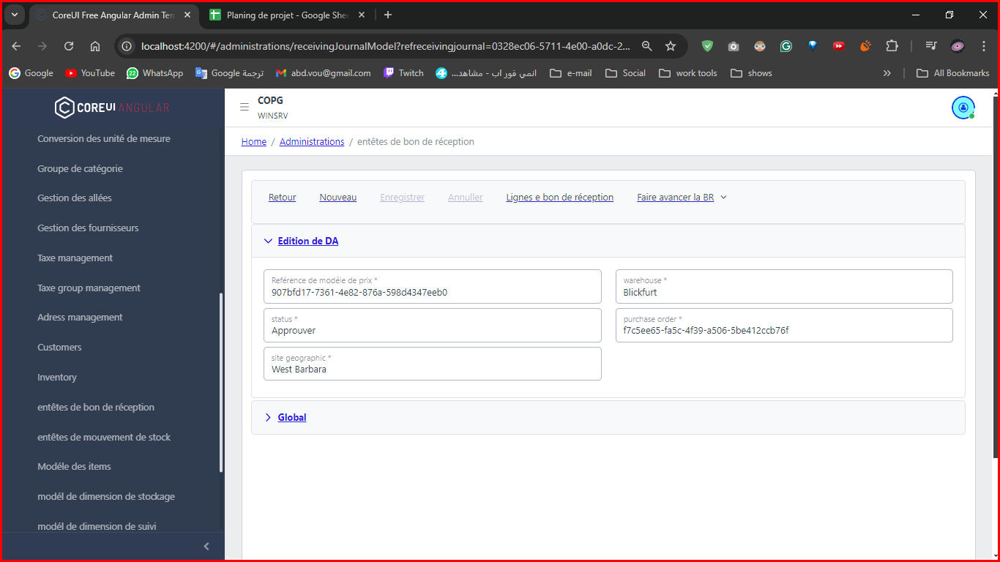 CoreUI Free Angular Admin Tem
Planing de projet - Google Shee
localhost:4200/#/administrations/receivingJournalModel?refreceivingjournal=0328ec06-5711-4e00-a0dc-2...
Google
YouTube
22
WhatsApp
Google ترجمة
abd.vou@gmail.com
Twitch
انمي فور اب - مشاهد...
e-mail
Social
work tools
shows
All Bookmarks
COREUI ANGULAR
COPG
WINSRV
Home / Administrations / entêtes de bon de réception
Conversion des unité de mesure
Groupe de catégorie
Gestion des allées
Gestion des fournisseurs
Taxe management
Taxe group management
Adress management
Customers
Inventory
entêtes de bon de réception
entêtes de mouvement de stock
Modéle des items
modél de dimension de stockage
modél de dimension de suivi
Retour
Nouveau
Enregistrer
Annuller
Lignes e bon de réception
Faire avancer la BR
Edition de DA
Reférence de modéle de prix *
907bfd17-7361-4e82-876a-598d4347eeb0
warehouse *
Blickfurt
status *
Approuver
purchase order *
f7c5ee65-fa5c-4f39-a506-5be412ccb76f
site geographic *
West Barbara
Global